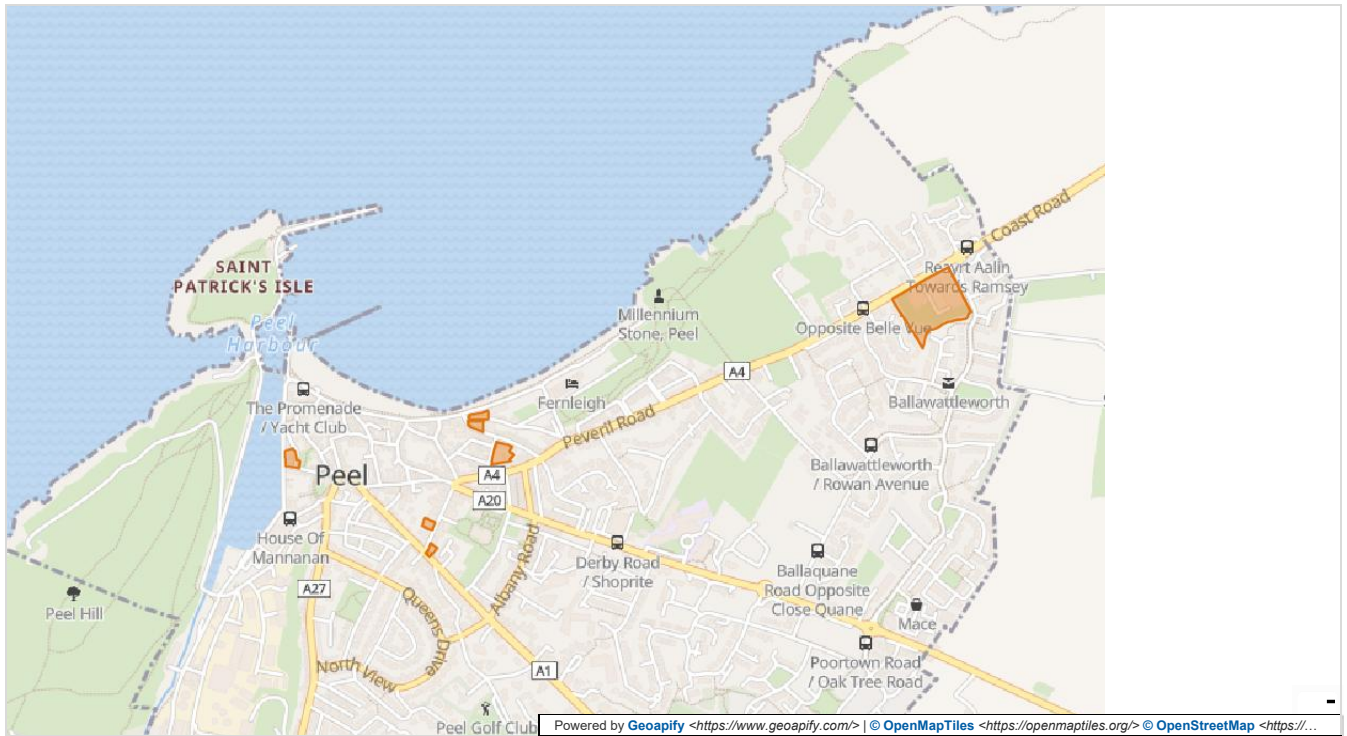 Coast Road
SAINT
PATRICK'S ISLE
Reayrt Aalin
Towards Ramsey
Peel
Harbour
Millennium
Stone, Peel
Opposite Belle Vue
A4
The Promenade
/ Yacht Club
Fernleigh
Ballawattleworth
Peveril Road
Peel
A4
Ballawattleworth
/ Rowan Avenue
A20
House Of
Mannanan
Derby Road
/ Shoprite
Albany Road
Ballaquane
Road Opposite
Close Quane
A27
Peel Hill
Queens Drive
Mace
North View
A1
Poortown Road
/ Oak Tree Road
Peel Golf Club
-
Powered by Geoapify <https://www.geoapify.com/> | © OpenMapTiles <https://openmaptiles.org/> © OpenStreetMap <https://…